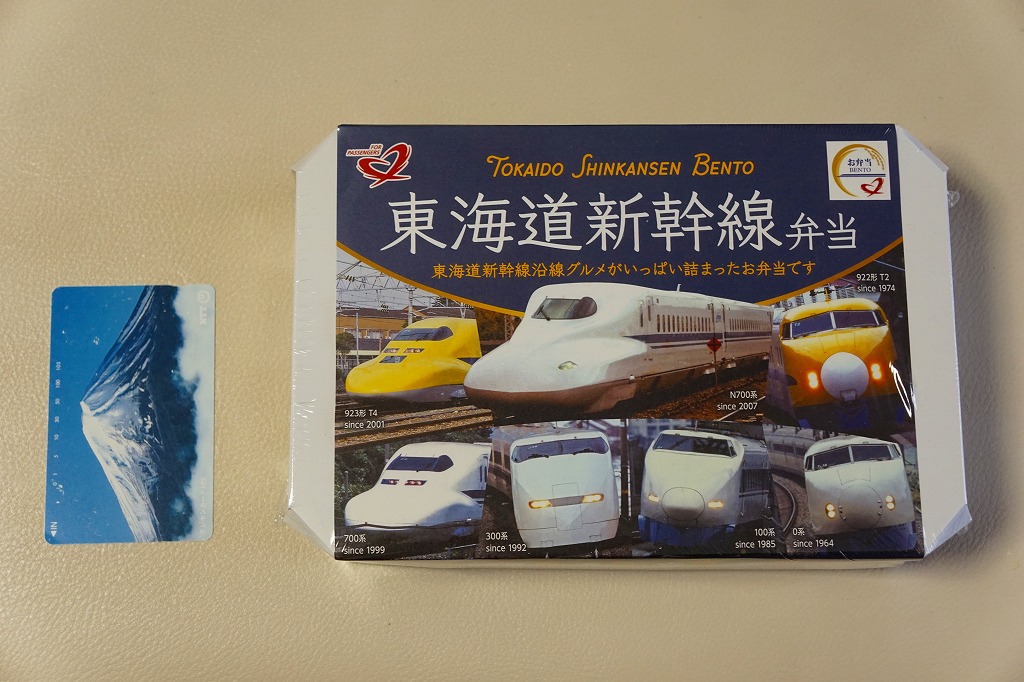 FOR
PASSENGERS
TOKAIDO SHINKANSEN BENTO
お弁当
BENTO
東海道新幹線弁当
東海道新幹線沿線グルメがいっぱい詰まったお弁当です
922形 T2
since 1974
923形 T4
since 2001
N700系
since 2007
700系
since 1999
300系
since 1992
100系
since 1985
0系
since 1964